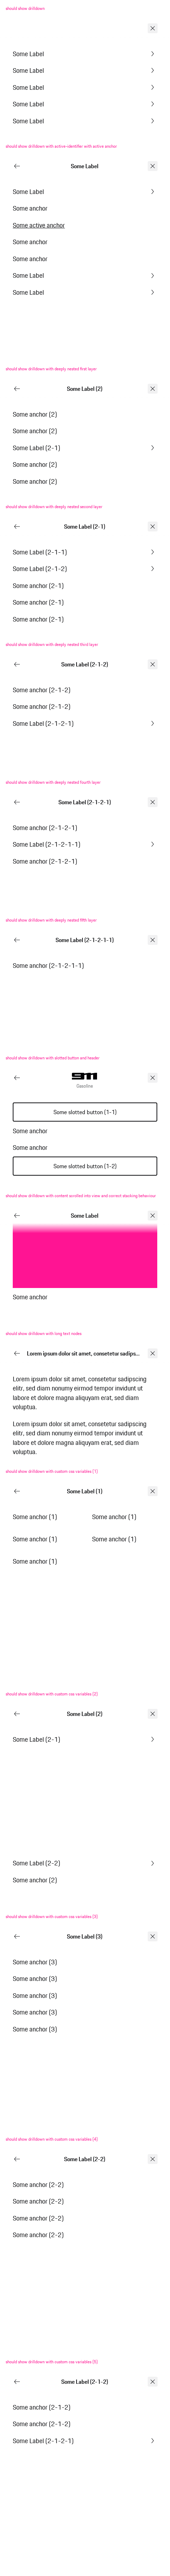 should show drilldown
Some Label
Some Label
Some Label
Some Label
Some Label
should show drilldown with active identifier with active anchor
Some Label
Some Label
Some anchor
Some active anchor
Some anchor
Some anchor
Some Label
Some Label
should show drilldown with deeply nested first layer
Some Label (2)
Some anchor (2)
Some anchor (2)
Some Label (2-1)
Some anchor (2)
Some anchor (2)
should show drilldown with deeply nested second layer
Some Label (2-1)
Some Label (2-1-1)
Some Label (2-1-2)
Some anchor (2-1)
Some anchor (2-1)
Some anchor (2-1)
should show drilldown with deeply nested third layer
Some Label (2-1-2)
Some anchor (2-1-2)
Some anchor (2-1-2)
Some Label (2-1-2-1)
should show drilldown with deeply nested fourth layer
Some Label (2-1-2-1)
Some anchor (2-1-2-1)
Some Label (2-1-2-1-1)
Some anchor (2-1-2-1)
should show drilldown with deeply nested fifth layer
Some Label (2-1-2-1-1)
Some anchor (2-1-2-1-1)
should show drilldown with slotted button and header
911
Gasoline
Some slotted button (1-1)
Some anchor
Some anchor
Some slotted button (1-2)
should show drilldown with content scrolled into view and correct stacking behaviour...
Some Label
Some anchor
should show drilldown with long text nodes
Lorem ipsum dolor sit amet, consetetur sadips...
Lorem ipsum dolor sit amet, consetetur sadipscing
elitr, sed diam nonumy eirmod tempor invidunt ut
labore et dolore magna aliquyam erat, sed diam
voluptua.
Lorem ipsum dolor sit amet, consetetur sadipscing
elitr, sed diam nonumy eirmod tempor invidunt ut
labore et dolore magna aliquyam erat, sed diam
voluptua.
should show drilldown with custom css variables (1)
Some Label (1)
Some anchor (1) Some anchor (1)
Some anchor (1) Some anchor (1)
Some anchor (1)
should show drilldown with custom css variables (2)
Some Label (2)
Some Label (2-1)
Some Label (2-2)
Some anchor (2)
should show drilldown with custom css variables (3)
Some Label (3)
Some anchor (3)
Some anchor (3)
Some anchor (3)
Some anchor (3)
Some anchor (3)
should show drilldown with custom css variables (4)
Some Label (2-2)
Some anchor (2-2)
Some anchor (2-2)
Some anchor (2-2)
Some anchor (2-2)
should show drilldown with custom css variables (5)
Some Label (2-1-2)
Some anchor (2-1-2)
Some anchor (2-1-2)
Some Label (2-1-2-1)